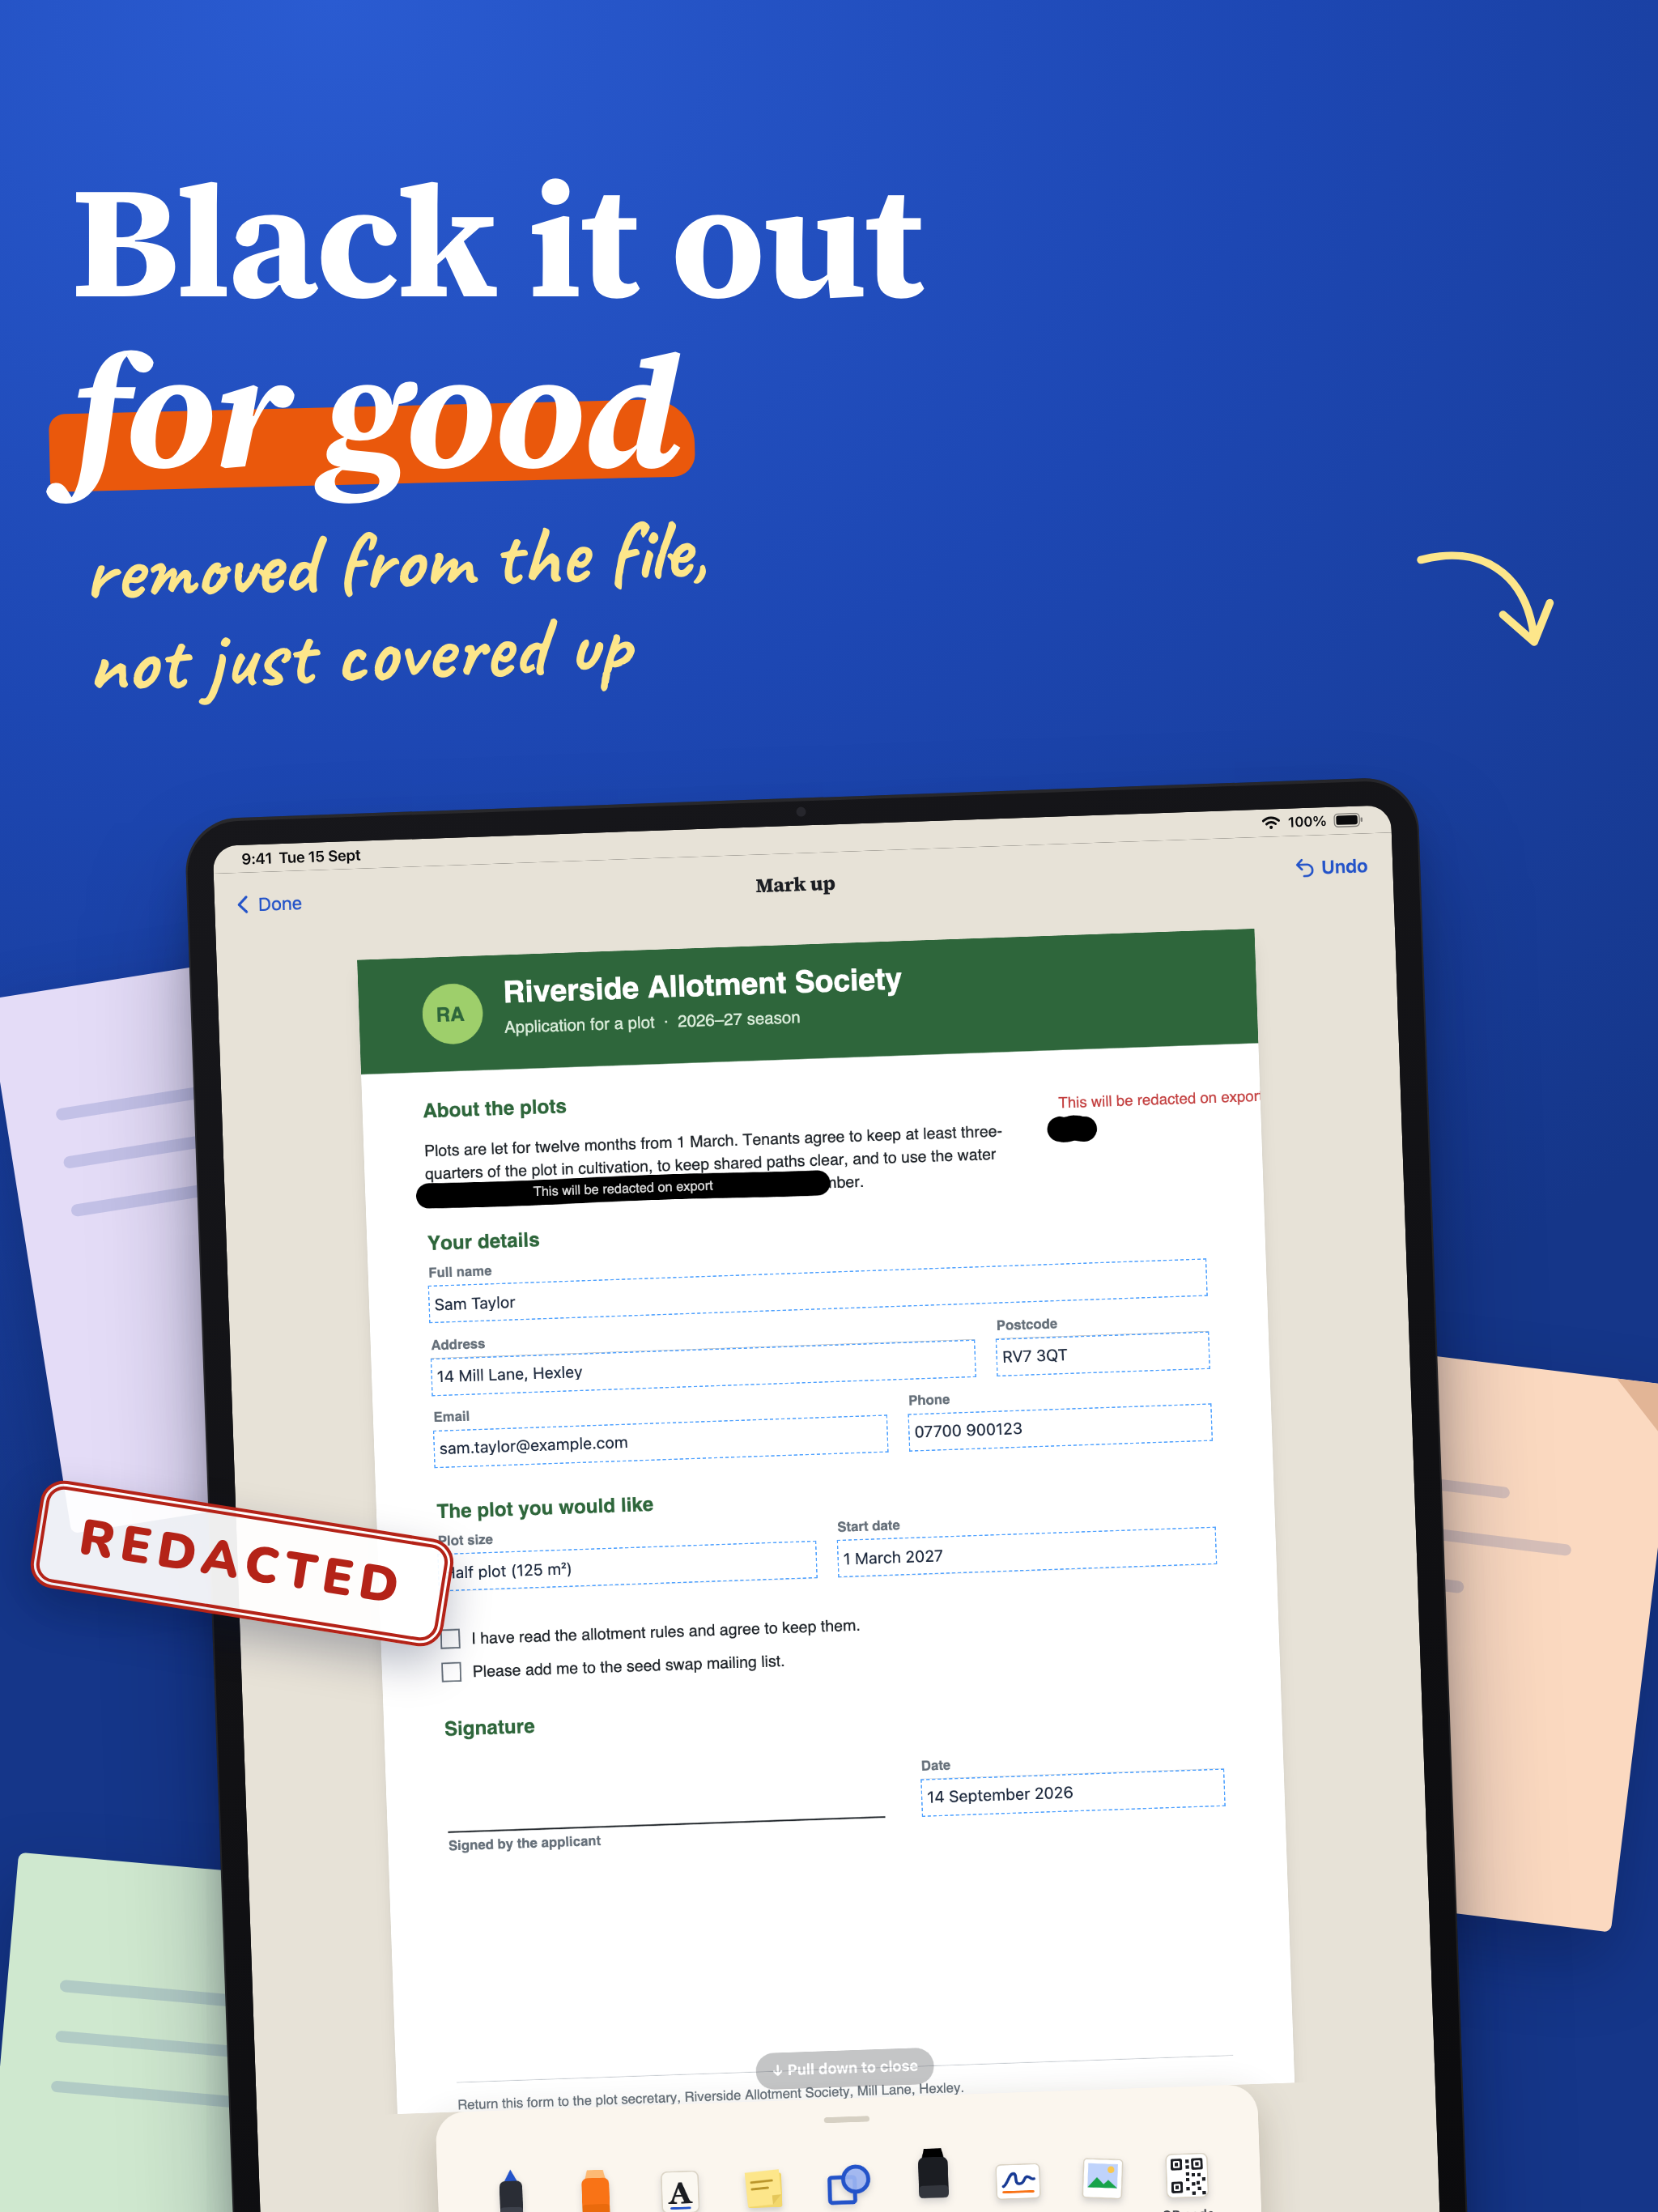 Black it out
for good
removed from the file,
not just covered up
9:41 Tue 15 Sept
100%
Done
Mark up
Undo
RA
Riverside Allotment Society
Application for a plot · 2026–27 season
About the plots
This will be redacted on export
Plots are let for twelve months from 1 March. Tenants agree to keep at least three-
quarters of the plot in cultivation, to keep shared paths clear, and to use the water
This will be redacted on export
mber.
Your details
Full name
Sam Taylor
Address
Postcode
14 Mill Lane, Hexley
RV7 3QT
Email
Phone
sam.taylor@example.com
07700 900123
The plot you would like
Plot size
Start date
Half plot (125 m²)
1 March 2027
REDACTED
I have read the allotment rules and agree to keep them.
Please add me to the seed swap mailing list.
Signature
Date
14 September 2026
Signed by the applicant
↓ Pull down to close
Return this form to the plot secretary, Riverside Allotment Society, Mill Lane, Hexley.
A